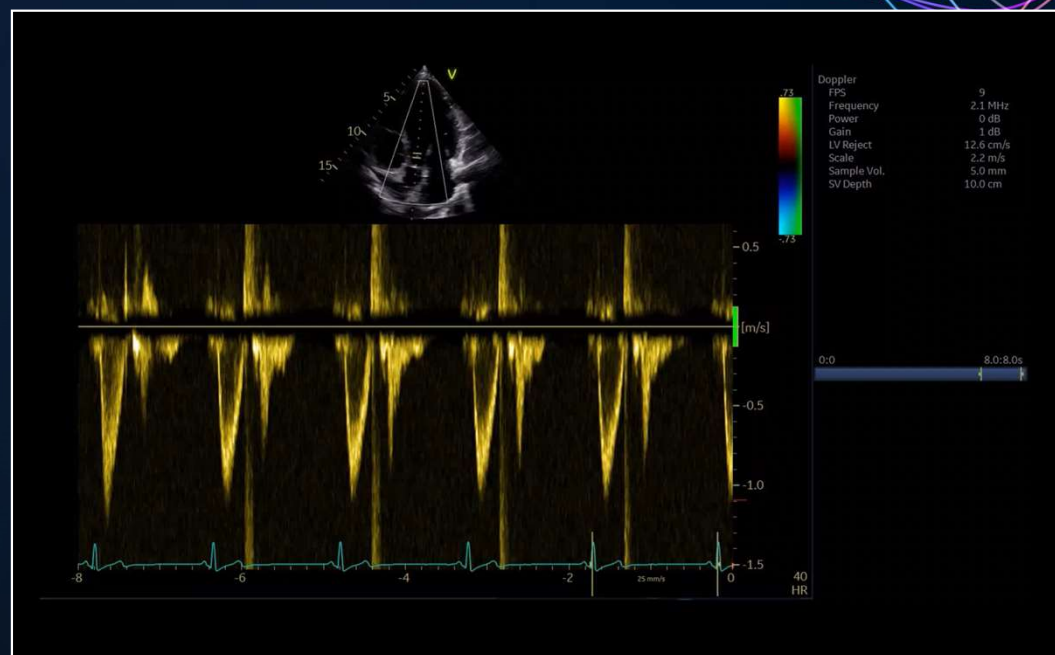 V
5
10
15
.73
-.73
Doppler
FPS 9
Frequency 2.1 MHz
Power 0 dB
Gain 1 dB
LV Reject 12.6 cm/s
Scale 2.2 m/s
Sample Vol. 5.0 mm
SV Depth 10.0 cm
0.5
[m/s]
-0.5
-1.0
-1.5
0:0 8.0:8.0s
-8 -6 -4 -2 25 mm/s 0 40
HR